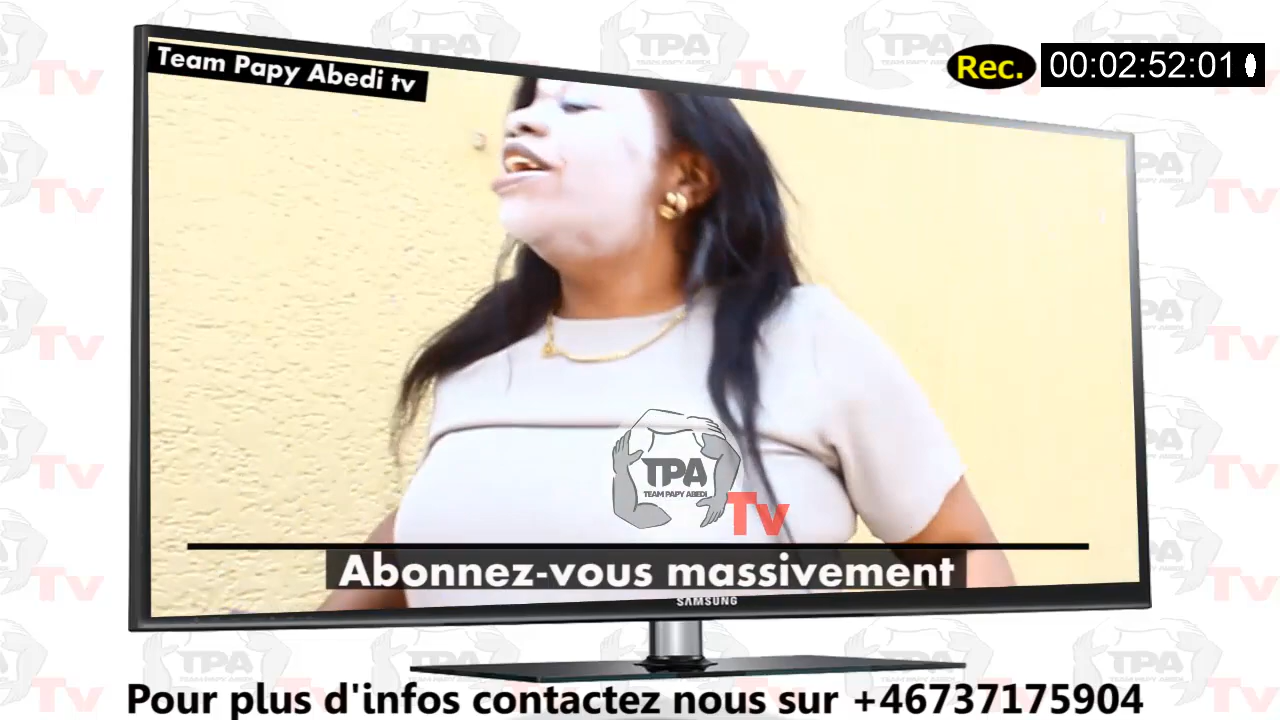 Team Papy Abedi tv
Rec. 00:02:52:01
TPA
TEAM PAPY ABEDI
Tv
Abonnez-vous massivement
SAMSUNG
Pour plus d'infos contactez nous sur +46737175904